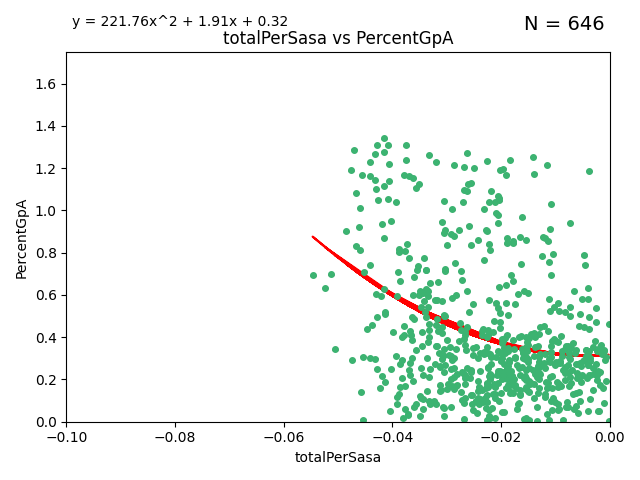 y = 221.76x^2 + 1.91x + 0.32
N = 646
totalPerSasa vs PercentGpA
PercentGpA
1.6
1.4
1.2
1.0
0.8
0.6
0.4
0.2
0.0
−0.10 −0.08 −0.06 −0.04 −0.02 0.00
totalPerSasa